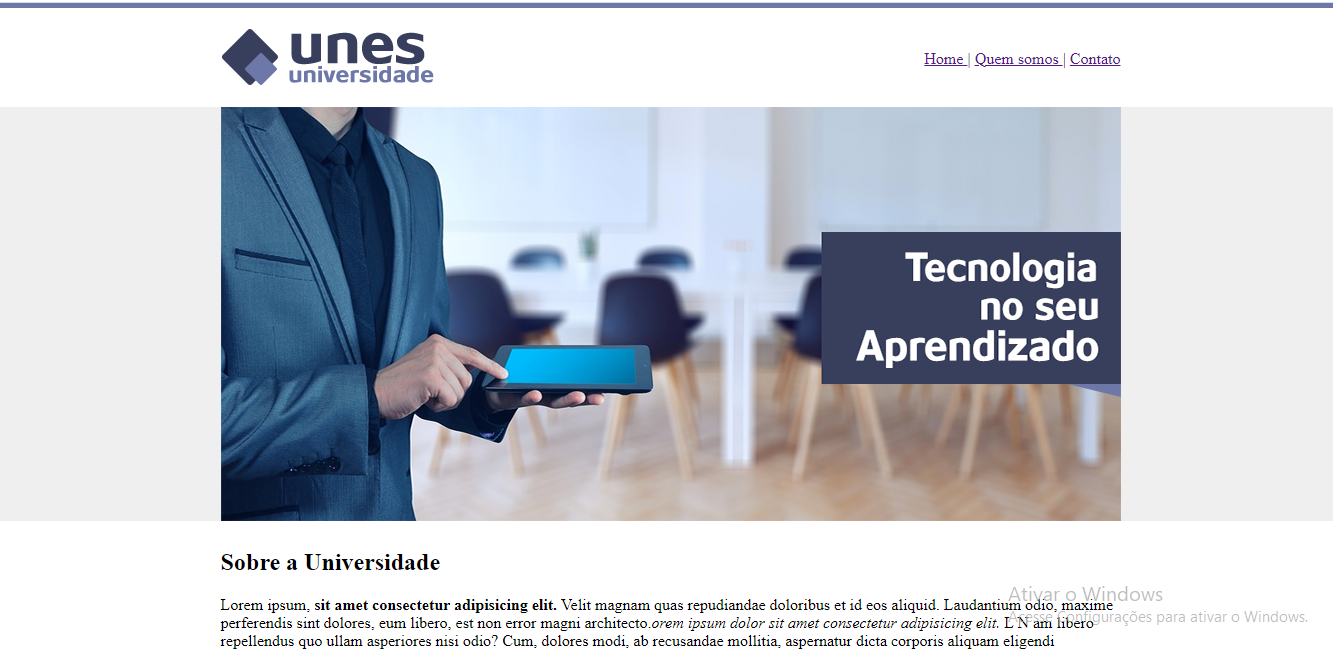 unes
universidade
Home | Quem somos | Contato
Tecnologia
no seu
Aprendizado
Sobre a Universidade
Lorem ipsum, sit amet consectetur adipisicing elit. Velit magnam quas repudiandae doloribus et id eos aliquid. Laudantium odio, maxime
perferendis sint dolores, eum libero, est non error magni architecto.orem ipsum dolor sit amet consectetur adipisicing elit. L N am libero
repellendus quo ullam asperiores nisi odio? Cum, dolores modi, ab recusandae mollitia, aspernatur dicta corporis aliquam eligendi
Ativar o Windows
Acesse Configurações para ativar o Windows.